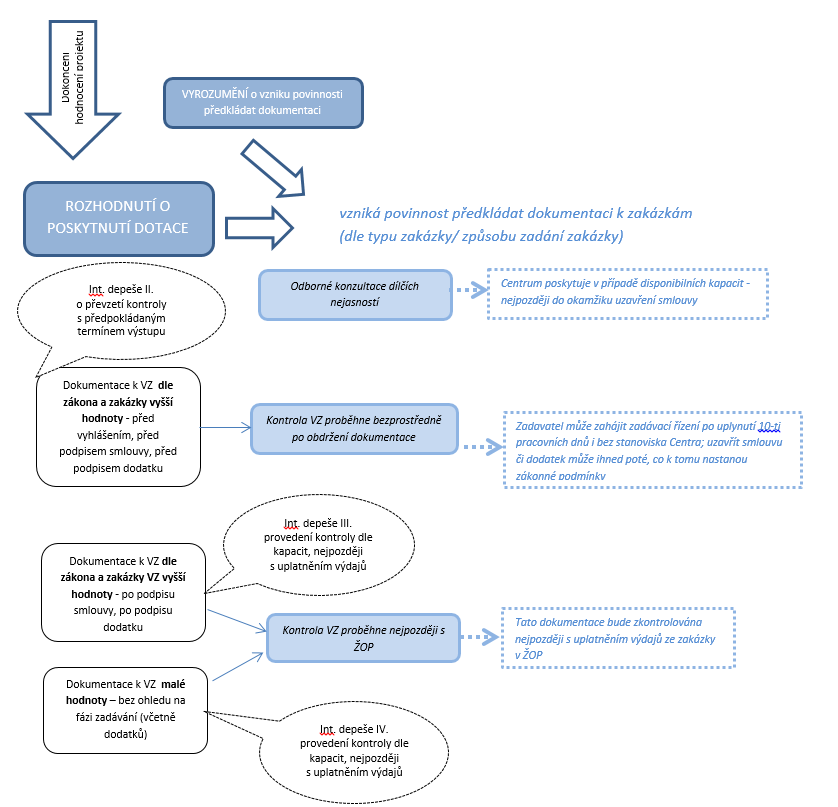 Dokončení
hodnocení projektu
VYROZUMĚNÍ o vzniku povinnosti
předkládat dokumentaci
ROZHODNUTÍ O
POSKYTNUTÍ DOTACE
vzniká povinnost předkládat dokumentaci k zakázkám
(dle typu zakázky/ způsobu zadání zakázky)
Int. depeše II.
o převzetí kontroly
s předpokládaným
termínem výstupu
Odborné konzultace dílčích
nejasností
Centrum poskytuje v případě disponibilních kapacit -
nejpozději do okamžiku uzavření smlouvy
Dokumentace k VZ dle
zákona a zakázky vyšší
hodnoty - před
vyhlášením, před
podpisem smlouvy, před
podpisem dodatku
Kontrola VZ proběhne bezprostředně
po obdržení dokumentace
Zadavatel může zahájit zadávací řízení po uplynutí 10-ti
pracovních dnů i bez stanoviska Centra; uzavřít smlouvu
či dodatek může ihned poté, co k tomu nastanou
zákonné podmínky
Int. depeše III.
provedení kontroly dle
kapacit, nejpozději
s uplatněním výdajů
Dokumentace k VZ dle
zákona a zakázky VZ vyšší
hodnoty - po podpisu
smlouvy, po podpisu
dodatku
Kontrola VZ proběhne nejpozději s
ŽOP
Tato dokumentace bude zkontrolována
nejpozději s uplatněním výdajů ze zakázky
v ŽOP
Dokumentace k VZ malé
hodnoty – bez ohledu na
fázi zadávání (včetně
dodatků)
Int. depeše IV.
provedení kontroly dle
kapacit, nejpozději
s uplatněním výdajů